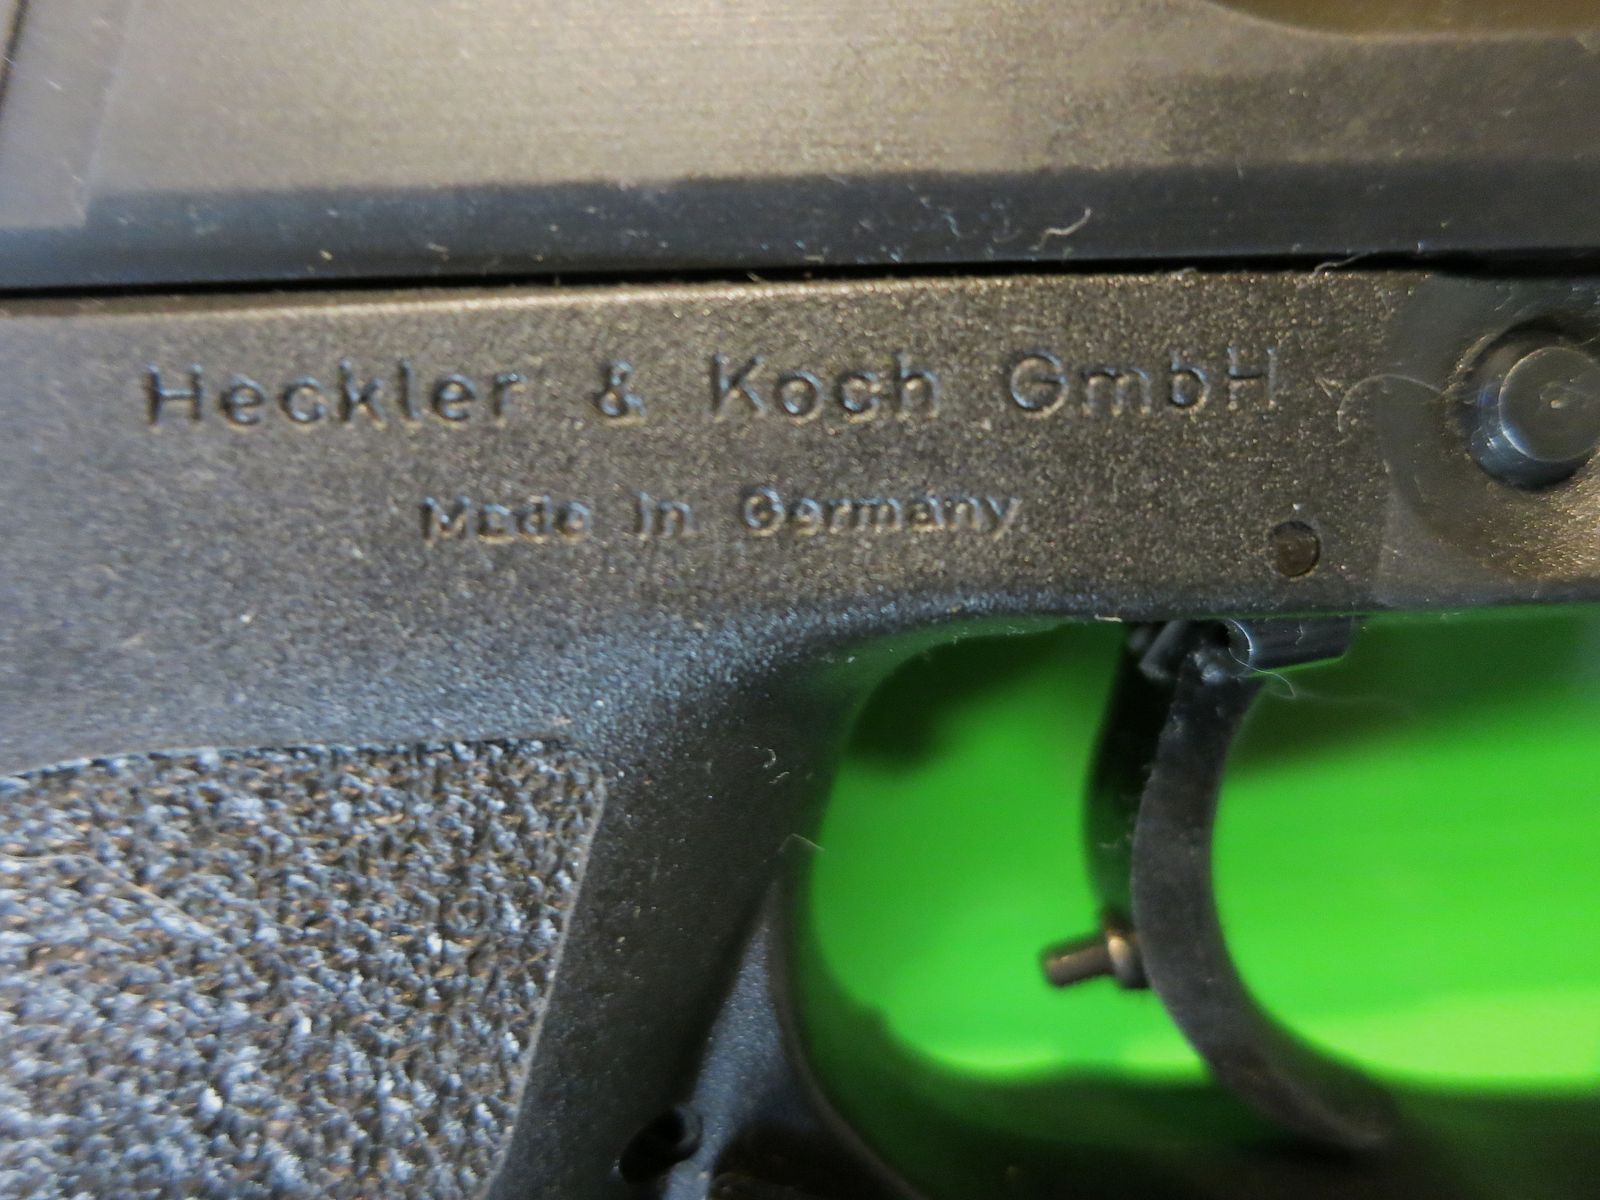 Heckler & Koch GmbH
Made in Germany